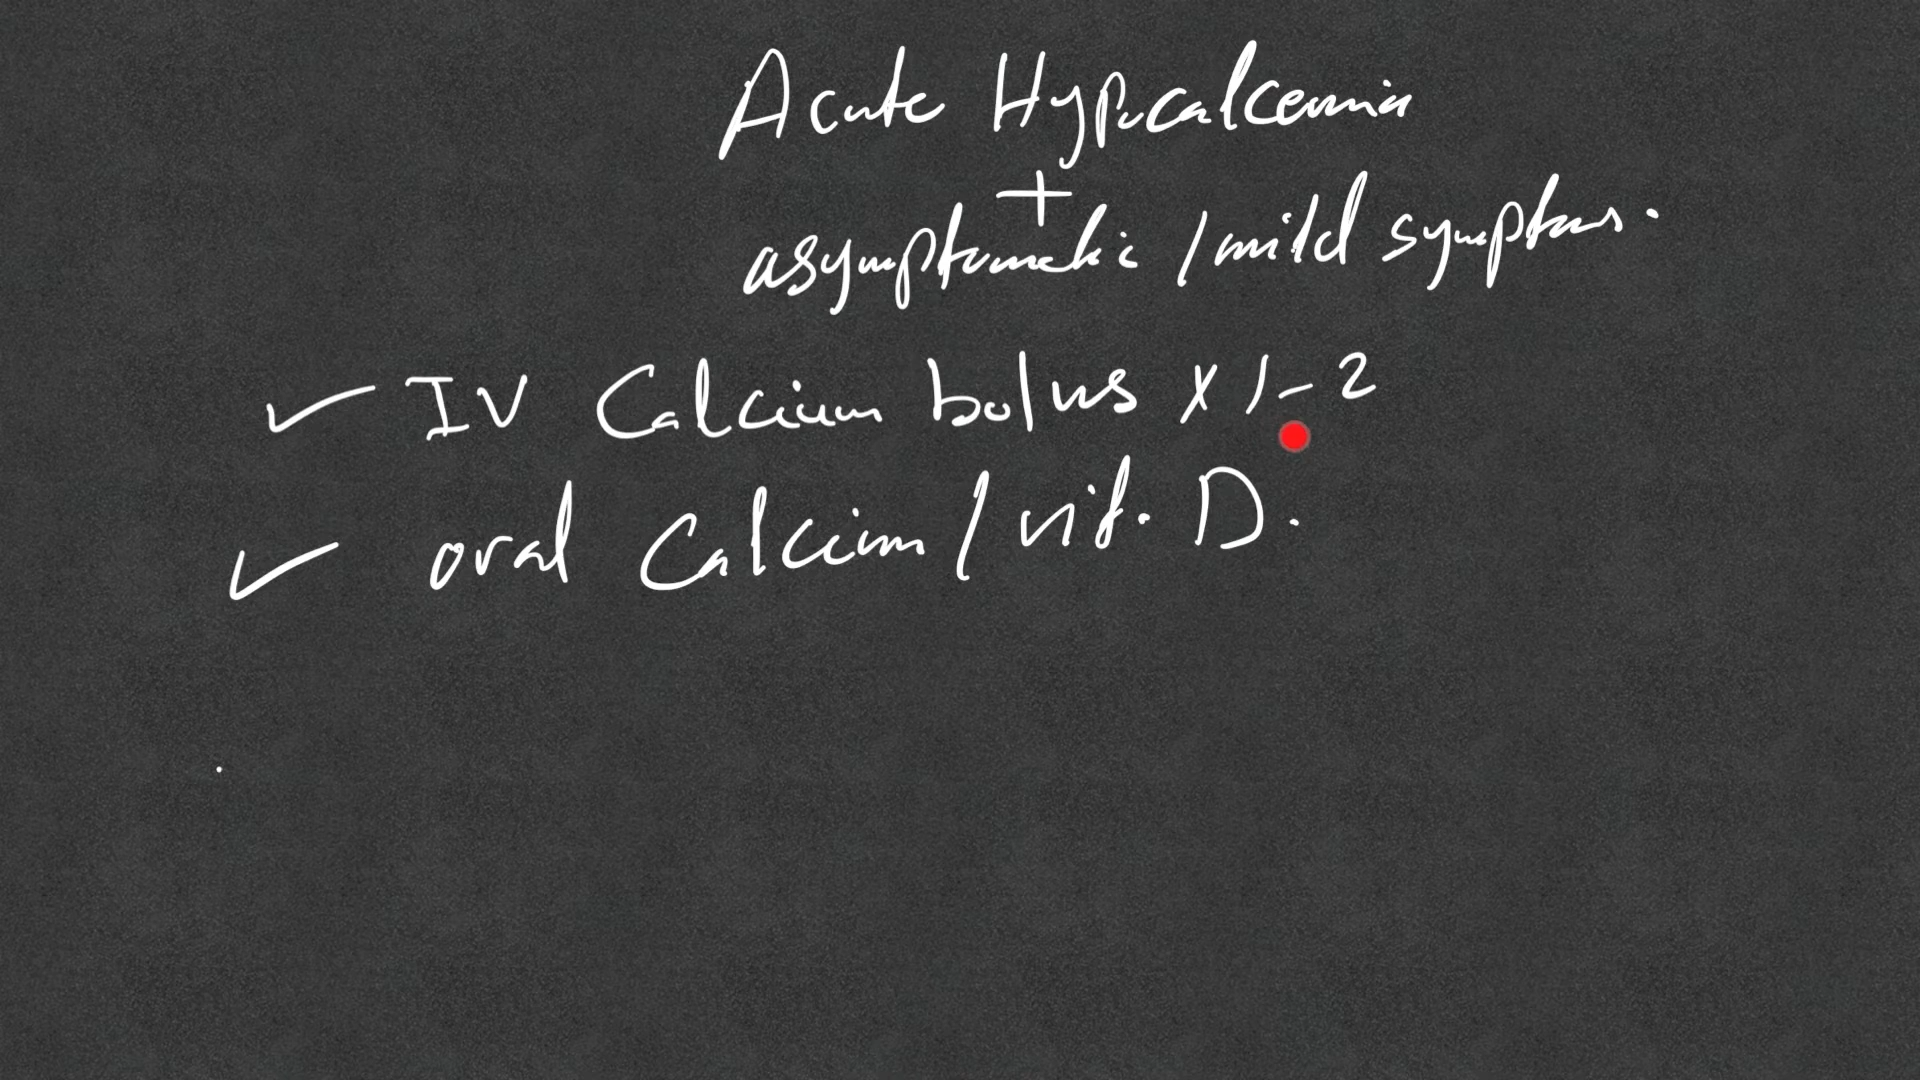 Acute Hypocalcemia
+
asymptomatic / mild symptoms.
✓ IV Calcium bolus x 1-2
✓ oral Calcium / vit. D.